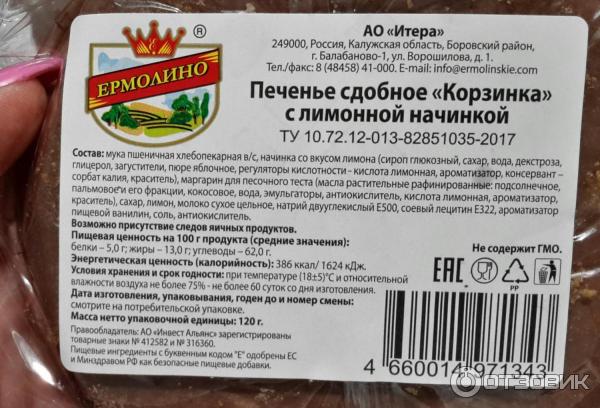 ЕРМОЛИНО
®
АО «Итера»
249000, Россия, Калужская область, Боровский район,
г. Балабаново-1, ул. Ворошилова, д. 1.
Тел./факс: 8 (48458) 41-000. E-mail: info@ermolinskie.com
Печенье сдобное «Корзинка»
с лимонной начинкой
ТУ 10.72.12-013-82851035-2017
Состав: мука пшеничная хлебопекарная в/с, начинка со вкусом лимона (сироп глюкозный, сахар, вода, декстроза,
глицерол, загустители, пюре яблочное, регуляторы кислотности - кислота лимонная, ароматизатор, консервант –
сорбат калия, краситель), маргарин для песочного теста (масла растительные рафинированные: подсолнечное,
пальмовое и его фракции, кокосовое, вода, эмульгаторы, антиокислитель, кислота лимонная, ароматизатор,
краситель), сахар, лимон, молоко сухое цельное, натрий двууглекислый Е500, соевый лецитин Е322, ароматизатор
пищевой ванилин, соль, антиокислитель.
Возможно присутствие следов яичных продуктов.
Пищевая ценность на 100 г продукта (средние значения):
белки – 5,0 г; жиры – 13,0 г; углеводы – 62,0 г.
Энергетическая ценность (калорийность): 386 ккал/ 1624 кДж.
Условия хранения и срок годности: при температуре (18±5)°С и относительной
влажности воздуха не более 75% - не более 60 суток со дня изготовления.
Дата изготовления, упаковывания, годен до и номер смены:
смотрите на потребительской упаковке.
Масса нетто упаковочной единицы: 120 г.
Правообладатель: АО «Инвест Альянс» зарегистрированы
товарные знаки № 412582 и № 316360.
Пищевые ингредиенты с буквенным кодом "Е" одобрены ЕС
и Минздравом РФ как безопасные пищевые добавки.
Не содержит ГМО.
ЕАС
PP
4 660014 971343
ОТЗОВИК